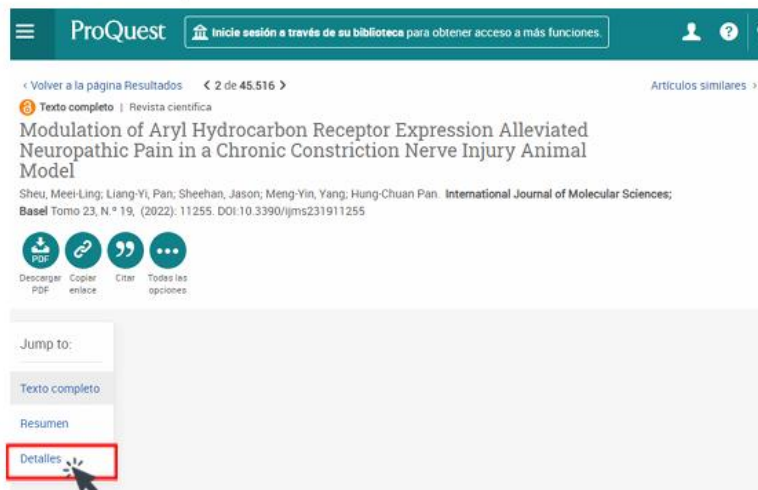 ProQuest
Inicie sesión a través de su biblioteca para obtener acceso a más funciones.
?
‹ Volver a la página Resultados ‹ 2 de 45.516 › Artículos similares ›
Texto completo | Revista científica
Modulation of Aryl Hydrocarbon Receptor Expression Alleviated
Neuropathic Pain in a Chronic Constriction Nerve Injury Animal
Model
Sheu, Meei-Ling; Liang-Yi, Pan; Sheehan, Jason; Meng-Yin, Yang; Hung-Chuan Pan. International Journal of Molecular Sciences;
Basel Tomo 23, N.º 19, (2022): 11255. DOI:10.3390/ijms231911255
PDF
Descargar PDF
Copiar enlace
Citar
Todas las opciones
Jump to:
Texto completo
Resumen
Detalles